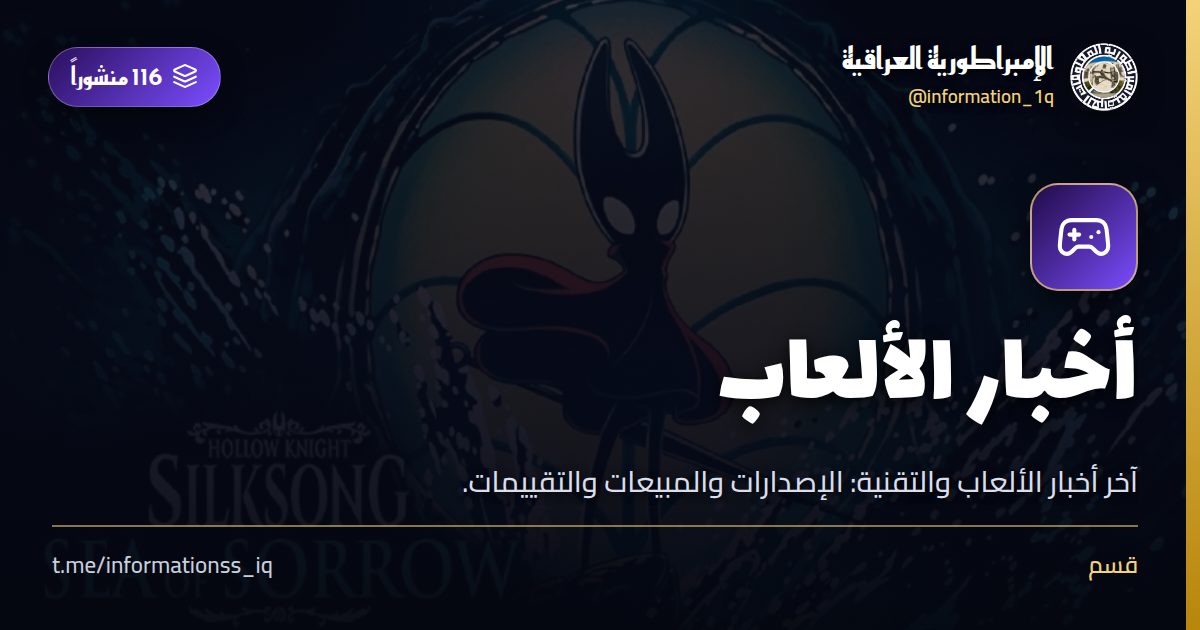 الإمبراطورية العراقية
@information_1q
116 منشوراً
أخبار الألعاب
آخر أخبار الألعاب والتقنية: الإصدارات والمبيعات والتقييمات.
HOLLOW KNIGHT
SILKSONG
SEA OF SORROW
قسم
t.me/informationss_iq